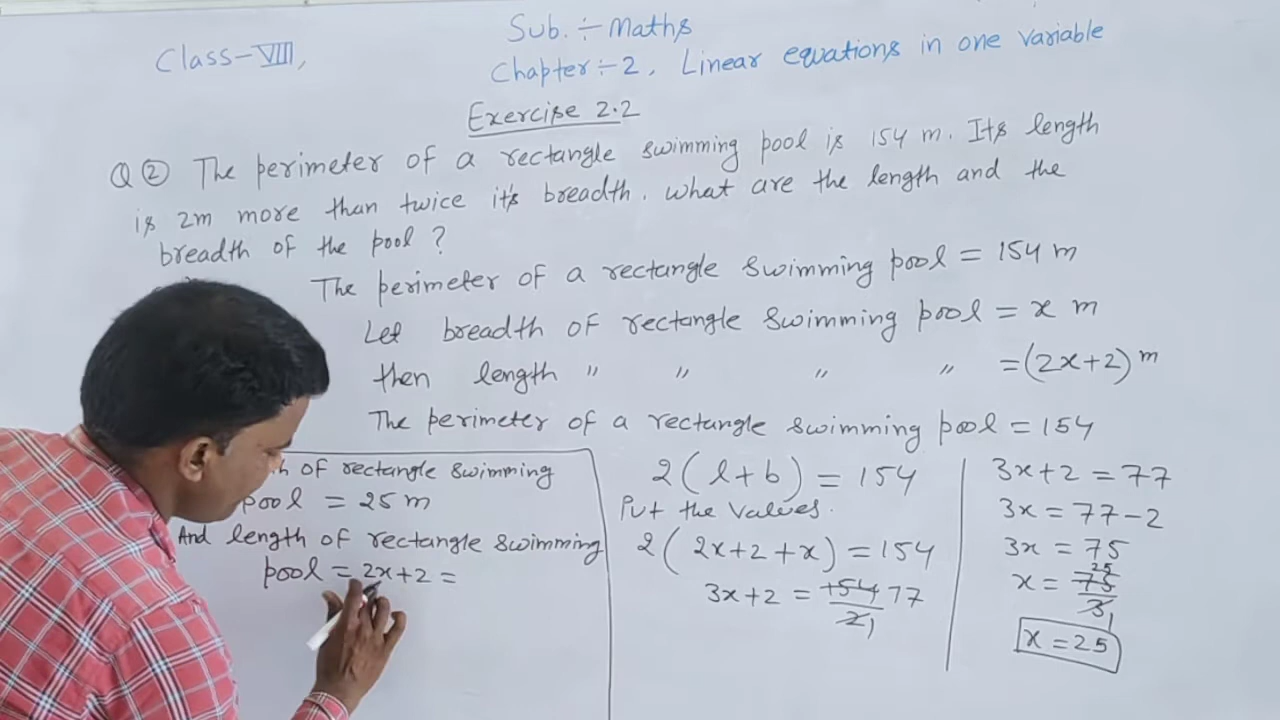 Sub. ÷ Maths
Class-VIII,
Chapter ÷ 2, Linear equations in one variable
Exercise 2.2
Q ② The perimeter of a rectangle swimming pool is 154 m. Its length
is 2m more than twice it's breadth. what are the length and the
breadth of the pool ?
The perimeter of a rectangle swimming pool = 154 m
Let breadth of rectangle swimming pool = x m
then length " " " " = (2x+2) m
The perimeter of a rectangle swimming pool = 154
h of rectangle swimming
pool = 25 m
And length of rectangle swimming
pool = 2x+2 =
2 ( l + b ) = 154
Put the values.
2 ( 2x+2 + x ) = 154
3x+2 = 154/2 77
1
3x+2 = 77
3x = 77-2
3x = 75
25
x = 75/3
1
x = 25